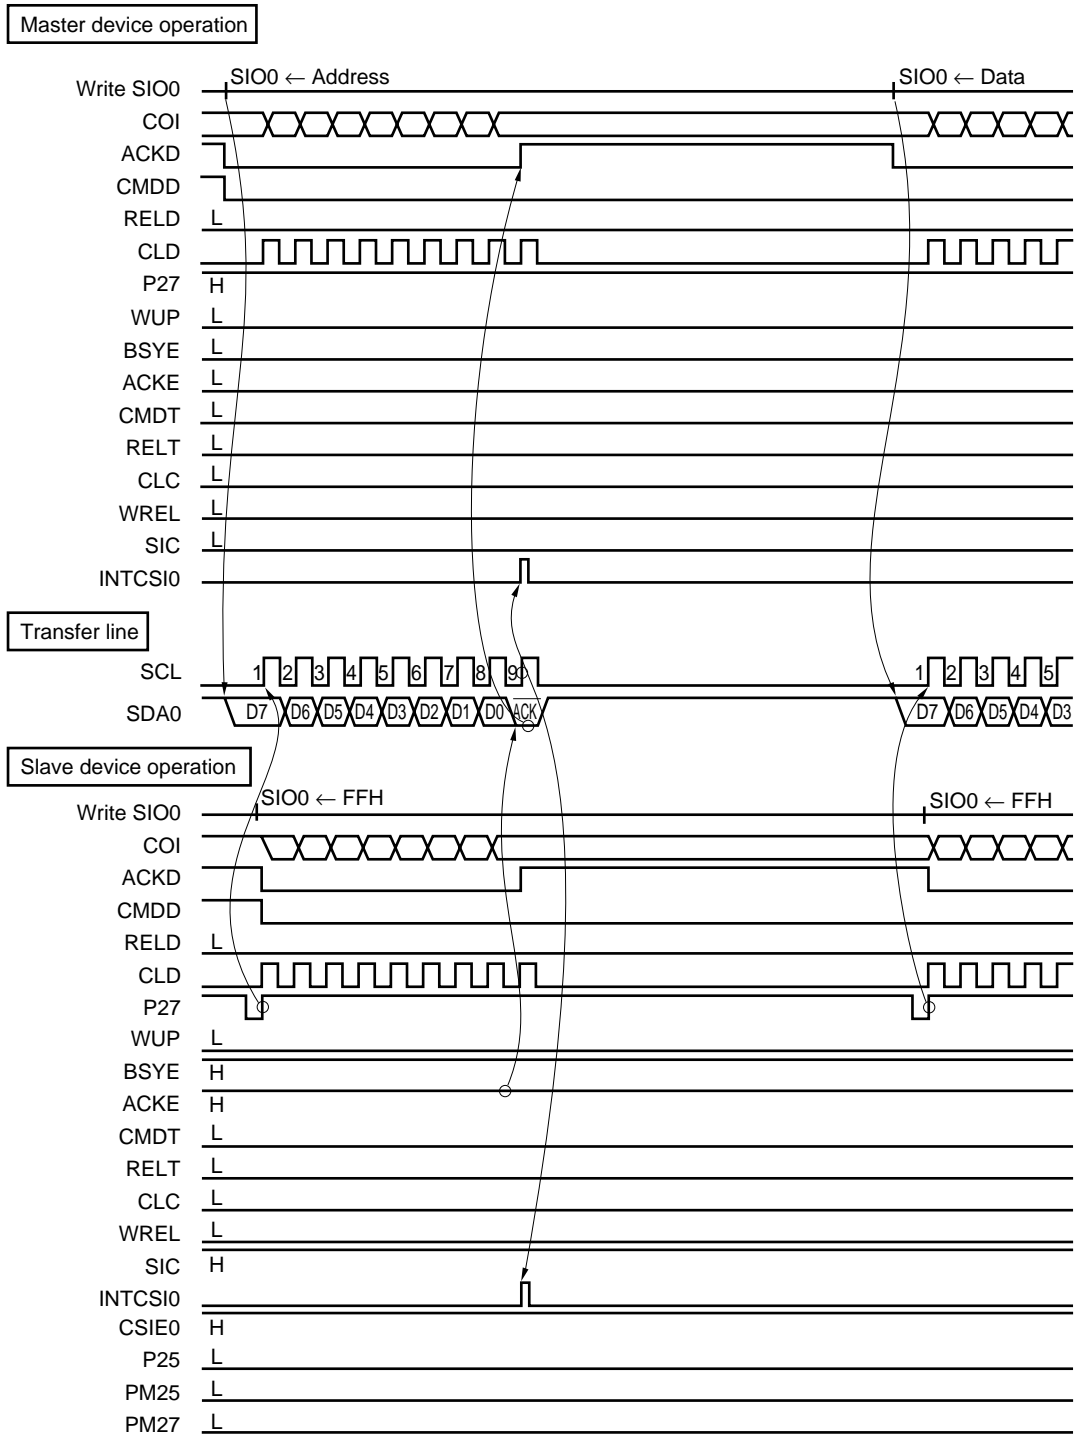 Master device operation
SIO0 ← Address
SIO0 ← Data
Write SIO0
COI
ACKD
CMDD
RELD L
CLD
P27 H
WUP L
BSYE L
ACKE L
CMDT L
RELT L
CLC L
WREL L
SIC L
INTCSI0
Transfer line
SCL 1 2 3 4 5 6 7 8 9 1 2 3 4 5
SDA0 D7 D6 D5 D4 D3 D2 D1 D0 ACK D7 D6 D5 D4 D3
Slave device operation
SIO0 ← FFH
SIO0 ← FFH
Write SIO0
COI
ACKD
CMDD
RELD L
CLD
P27
WUP L
BSYE H
ACKE H
CMDT L
RELT L
CLC L
WREL L
SIC H
INTCSI0
CSIE0 H
P25 L
PM25 L
PM27 L